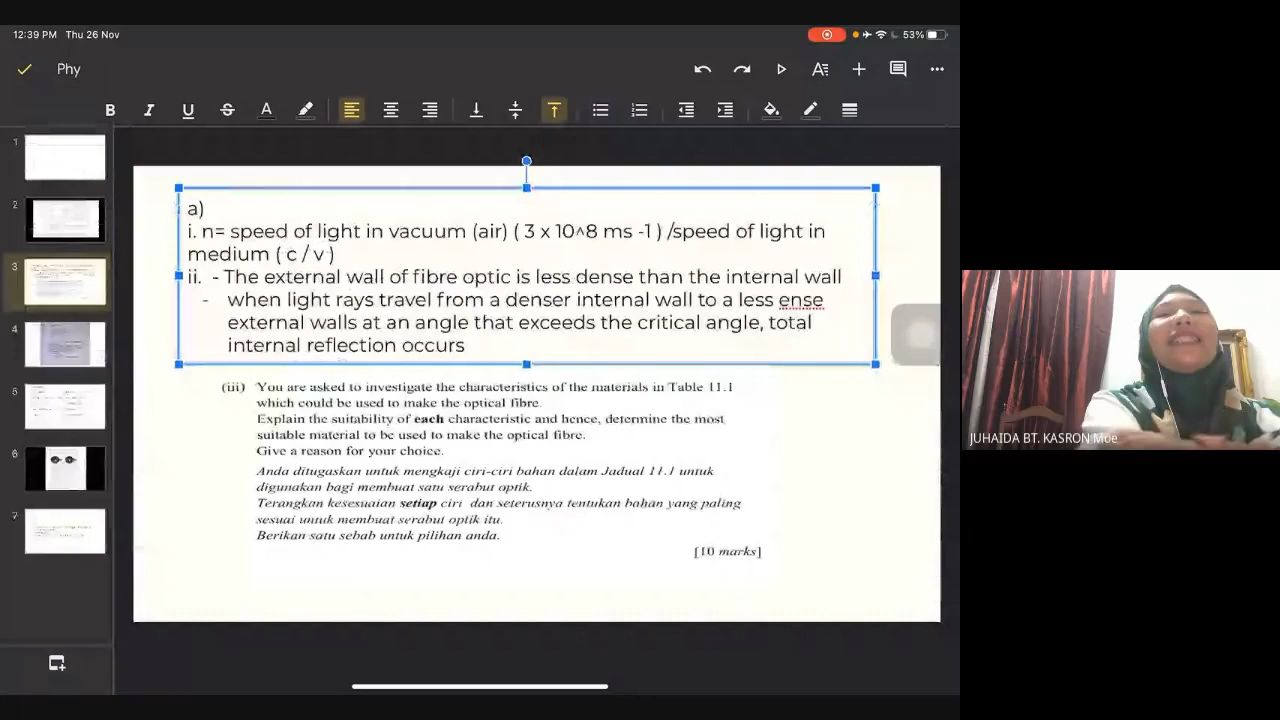 12:39 PM Thu 26 Nov
53%
Phy
B I U S A
1
2
3
4
5
6
7
a)
i. n= speed of light in vacuum (air) ( 3 x 10^8 ms -1 ) /speed of light in
medium ( c / v )
ii. - The external wall of fibre optic is less dense than the internal wall
- when light rays travel from a denser internal wall to a less ense
external walls at an angle that exceeds the critical angle, total
internal reflection occurs
(iii) You are asked to investigate the characteristics of the materials in Table 11.1
which could be used to make the optical fibre.
Explain the suitability of each characteristic and hence, determine the most
suitable material to be used to make the optical fibre.
Give a reason for your choice.
Anda ditugaskan untuk mengkaji ciri-ciri bahan dalam Jadual 11.1 untuk
digunakan bagi membuat satu serabut optik.
Terangkan kesesuaian setiap ciri dan seterusnya tentukan bahan yang paling
sesuai untuk membuat serabut optik itu.
Berikan satu sebab untuk pilihan anda.
[10 marks]
JUHAIDA BT. KASRON Moe